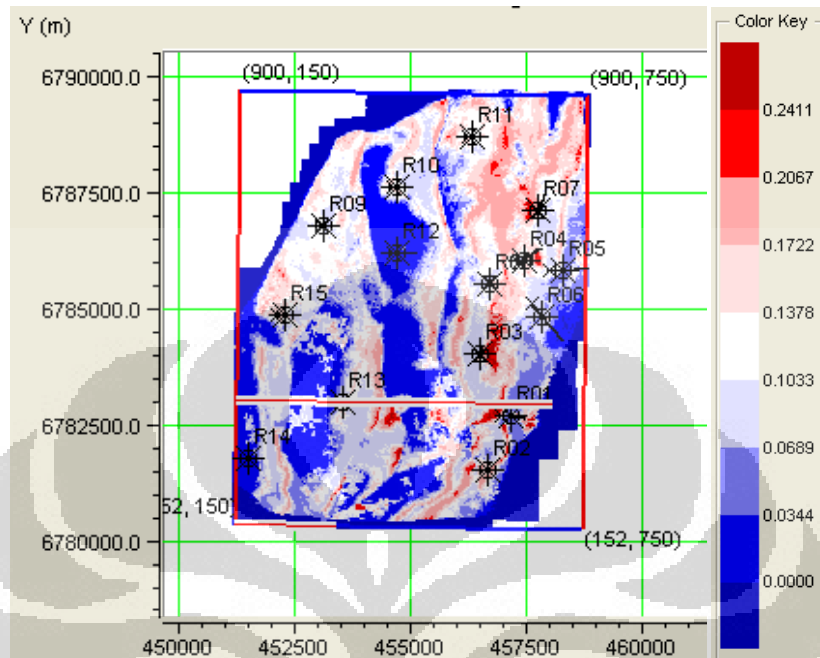 Y (m)
Color Key
6790000.0
(900, 150)
(900, 750)
0.2411
R11
0.2067
R10
6787500.0
R07
R09
0.1722
R12
R04
R05
0.1378
R06
6785000.0
R15
0.1033
R03
0.0689
R13
R01
6782500.0
R14
R02
0.0344
52, 150)
6780000.0
(152, 750)
0.0000
450000 452500 455000 457500 460000